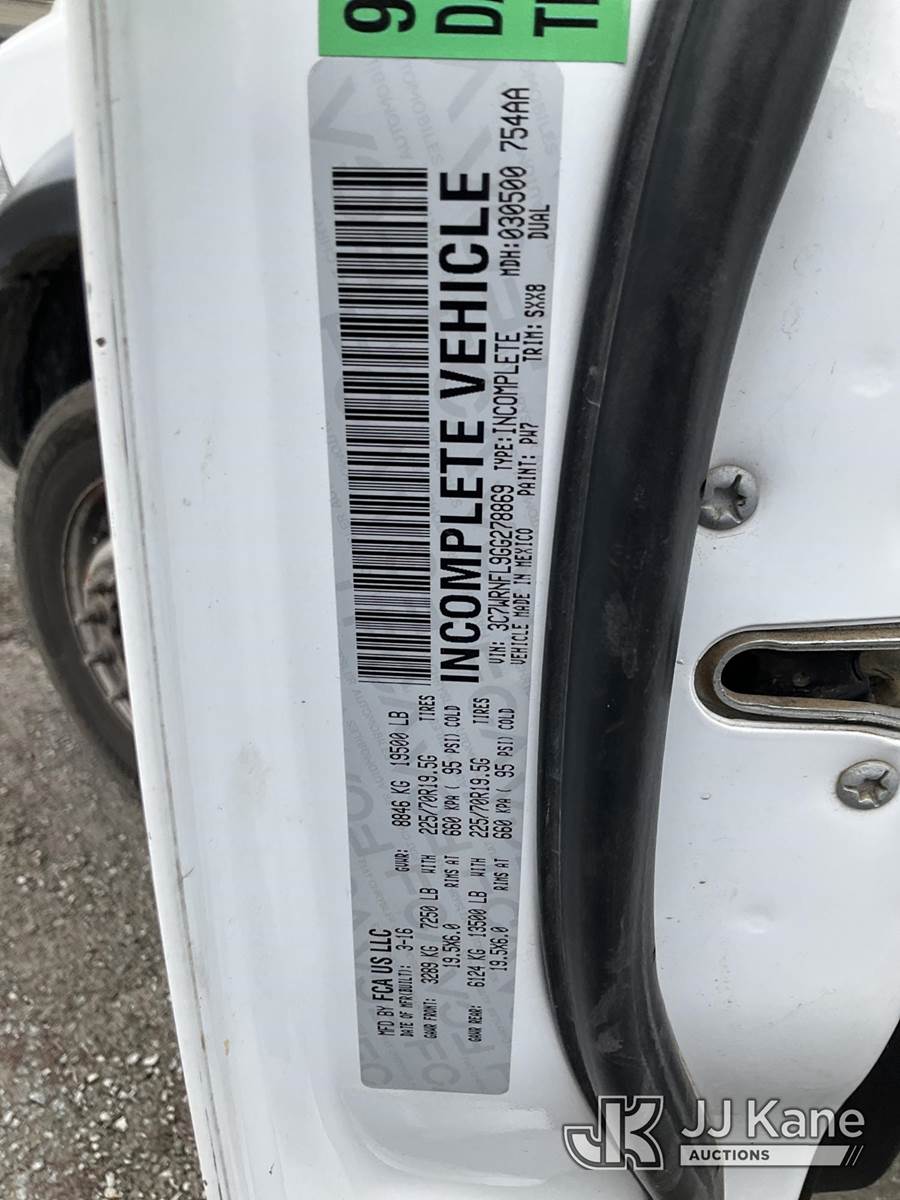 9
DA
TE
MFD BY FCA US LLC
DATE OF MFR(BUILT): 3-16 GVWR: 8846 KG 19500 LB
GAWR FRONT: 3289 KG 7250 LB WITH 225/70R19.5G TIRES
19.5X6.0 RIMS AT 660 KPA ( 95 PSI) COLD
GAWR REAR: 6124 KG 13500 LB WITH 225/70R19.5G TIRES
19.5X6.0 RIMS AT 660 KPA ( 95 PSI) COLD
INCOMPLETE VEHICLE
VIN: 3C7WRNFL9GG278869 TYPE:INCOMPLETE MDH:030500 754AA
VEHICLE MADE IN MEXICO PAINT: PW7 TRIM: SXX8 DUAL
JK JJ Kane
AUCTIONS